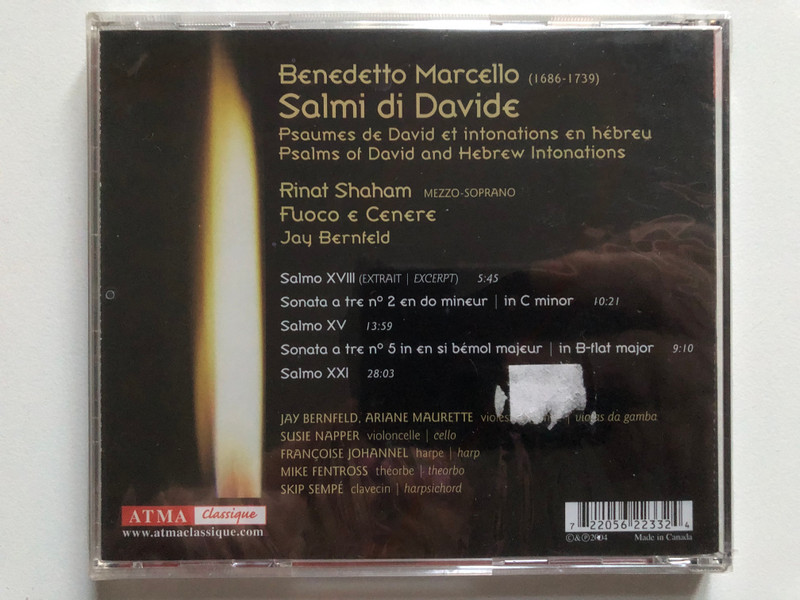 Benedetto Marcello (1686-1739)
Salmi di Davide
Psaumes de David et intonations en hébreu
Psalms of David and Hebrew Intonations
Rinat Shaham MEZZO-SOPRANO
Fuoco e Cenere
Jay Bernfeld
Salmo XVIII (EXTRAIT | EXCERPT) 5:45
Sonata a tre nº 2 en do mineur | in C minor 10:21
Salmo XV 13:59
Sonata a tre nº 5 in en si bémol majeur | in B-flat major 9:10
Salmo XXI 28:03
JAY BERNFELD, ARIANE MAURETTE | violas da gamba
SUSIE NAPPER violoncelle | cello
FRANÇOISE JOHANNEL harpe | harp
MIKE FENTROSS théorbe | theorbo
SKIP SEMPÉ clavecin | harpsichord
ATMA Classique
www.atmaclassique.com
7 22056 22332 4
©&℗2004 Made in Canada